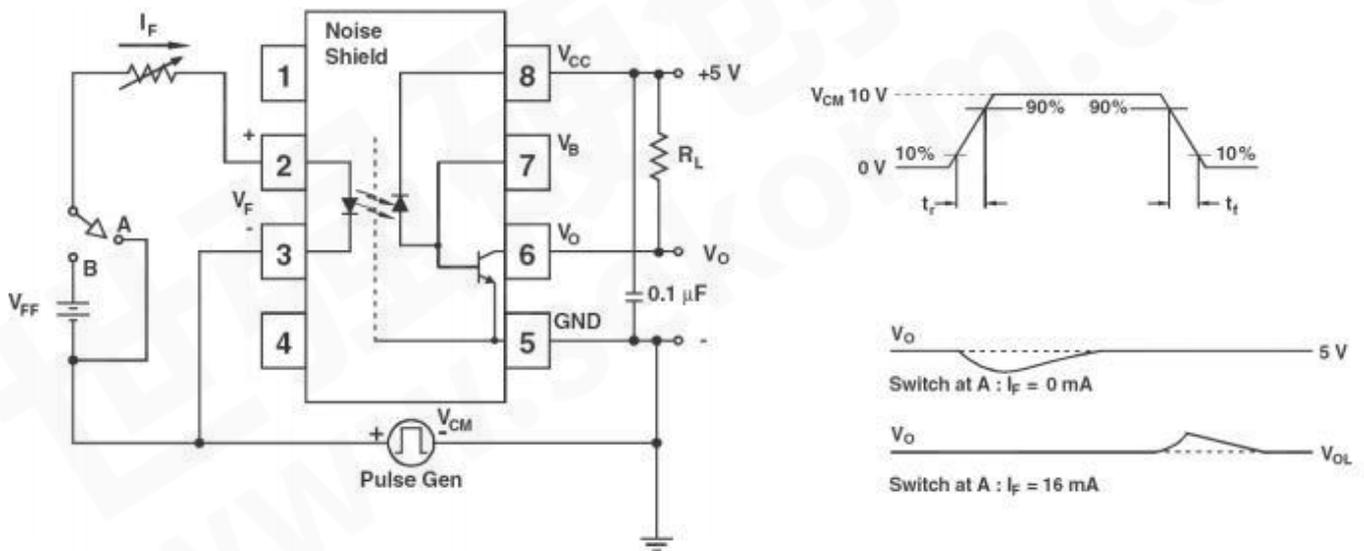 I_F
Noise
Shield
1
8
V_CC
+5 V
+
2
7
V_B
R_L
V_F
-
3
6
V_O
V_O
A
B
V_FF
0.1 μF
4
5
GND
-
+
V_CM
-
Pulse Gen
V_CM 10 V
90%
90%
10%
10%
0 V
t_r
t_f
V_O
5 V
Switch at A : I_F = 0 mA
V_O
V_OL
Switch at A : I_F = 16 mA